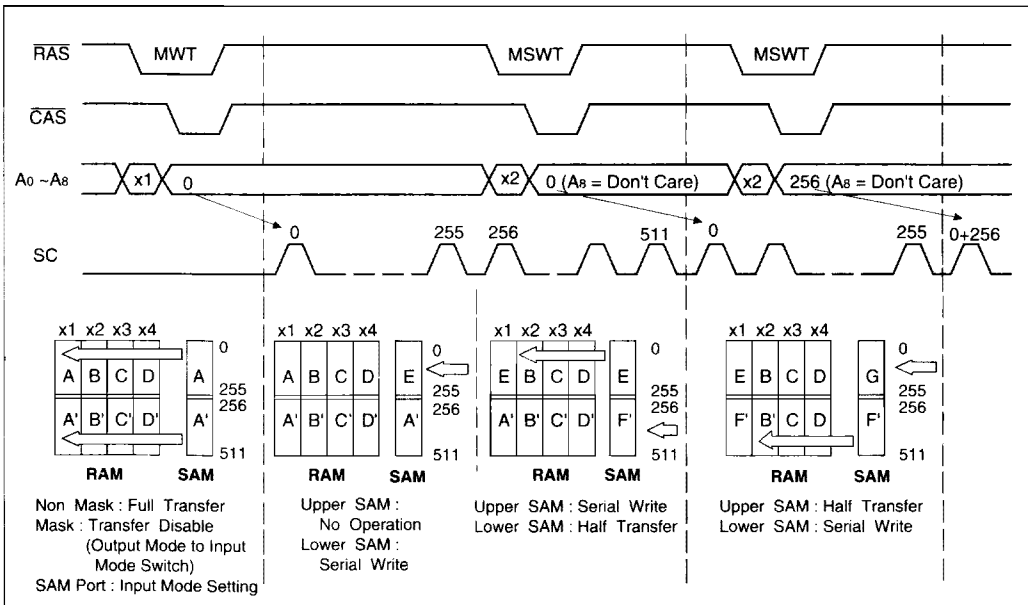 RAS MWT MSWT MSWT
CAS
A0 ~A8 x1 0 x2 0 (A8 = Don't Care) x2 256 (A8 = Don't Care)
0 255 256 511 0 255 0+256
SC
x1 x2 x3 x4 x1 x2 x3 x4 x1 x2 x3 x4 x1 x2 x3 x4
0 0 0 0
A B C D A A B C D E E B C D E E B C D G
255 255 255 255
256 256 256 256
A' B' C' D' A' A' B' C' D' A' A' B' C' D' F' F' B' C D F'
511 511 511 511
RAM SAM RAM SAM RAM SAM RAM SAM
Non Mask : Full Transfer
Mask : Transfer Disable
(Output Mode to Input
Mode Switch)
SAM Port : Input Mode Setting
Upper SAM :
No Operation
Lower SAM :
Serial Write
Upper SAM : Serial Write
Lower SAM : Half Transfer
Upper SAM : Half Transfer
Lower SAM : Serial Write